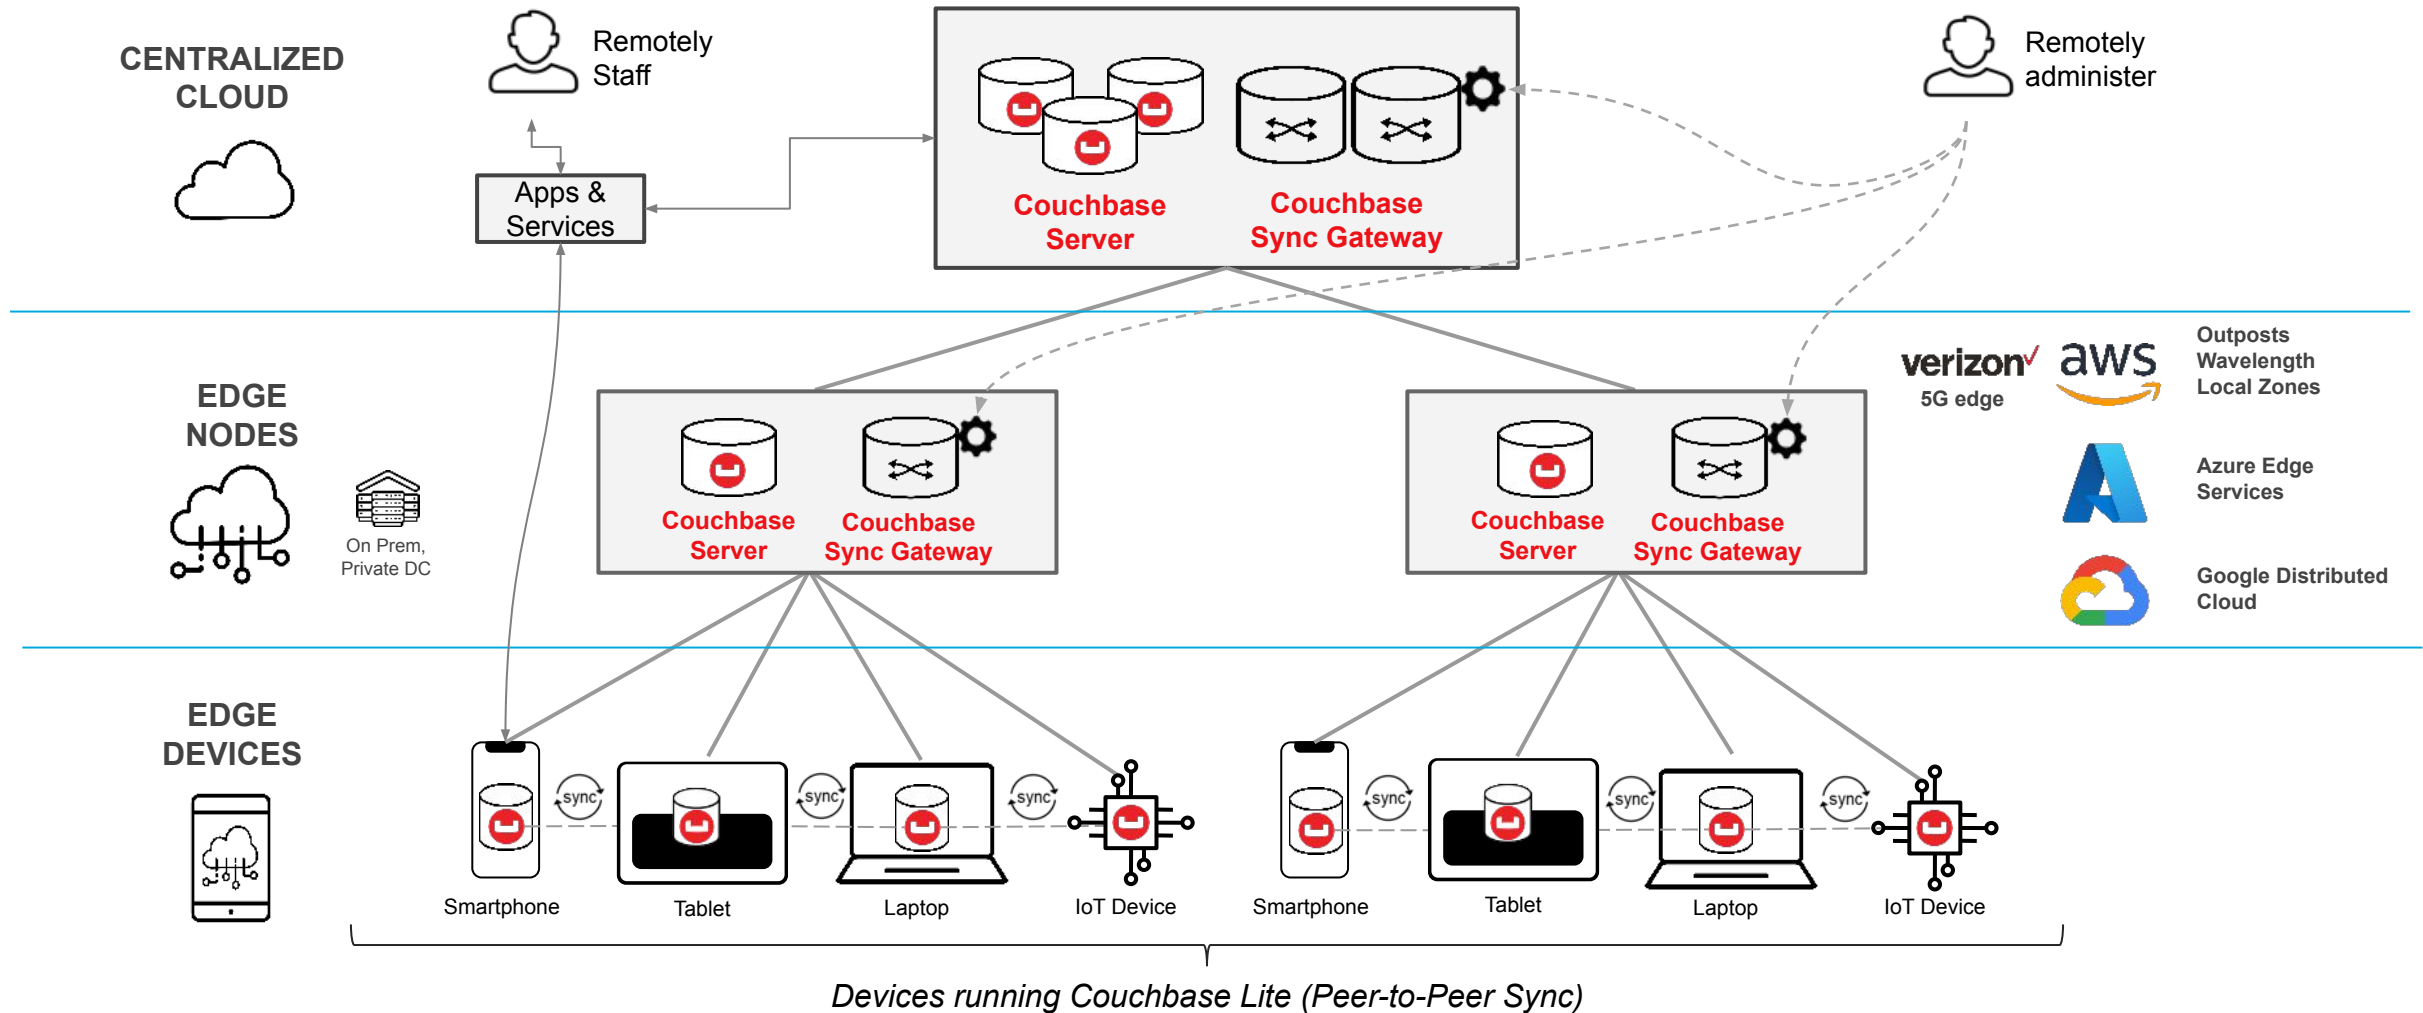 CENTRALIZED
CLOUD
Remotely
Staff
Apps &
Services
Couchbase
Server
Couchbase
Sync Gateway
Remotely
administer
EDGE
NODES
On Prem,
Private DC
Couchbase
Server
Couchbase
Sync Gateway
Couchbase
Server
Couchbase
Sync Gateway
verizon
5G edge
aws
Outposts
Wavelength
Local Zones
Azure Edge
Services
Google Distributed
Cloud
EDGE
DEVICES
sync
sync
sync
sync
sync
sync
Smartphone
Tablet
Laptop
IoT Device
Smartphone
Tablet
Laptop
IoT Device
Devices running Couchbase Lite (Peer-to-Peer Sync)